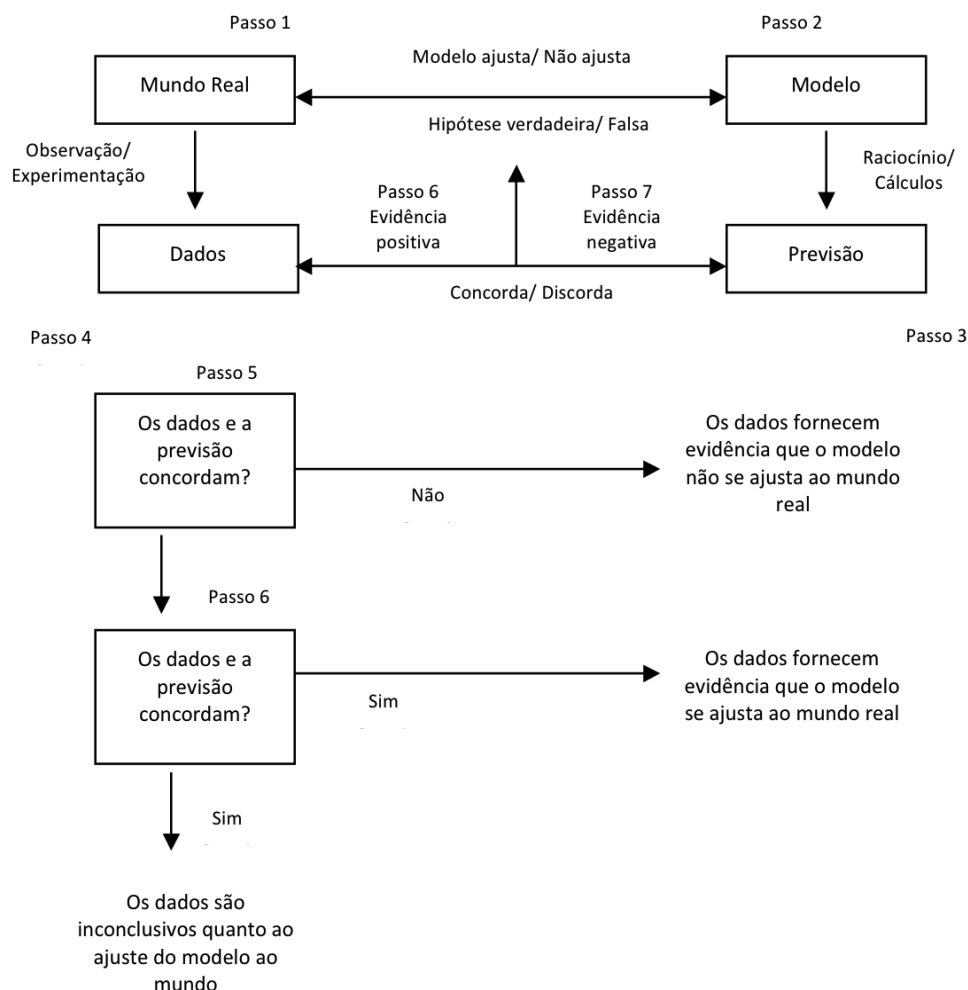 Passo 1
Passo 2
Mundo Real
Modelo ajusta/ Não ajusta
Modelo
Hipótese verdadeira/ Falsa
Observação/
Experimentação
Raciocínio/
Cálculos
Passo 6
Evidência
positiva
Passo 7
Evidência
negativa
Dados
Previsão
Concorda/ Discorda
Passo 4
Passo 3
Passo 5
Os dados e a
previsão
concordam?
Não
Os dados fornecem
evidência que o modelo
não se ajusta ao mundo
real
Passo 6
Os dados e a
previsão
concordam?
Sim
Os dados fornecem
evidência que o modelo
se ajusta ao mundo real
Sim
Os dados são
inconclusivos quanto ao
ajuste do modelo ao
mundo